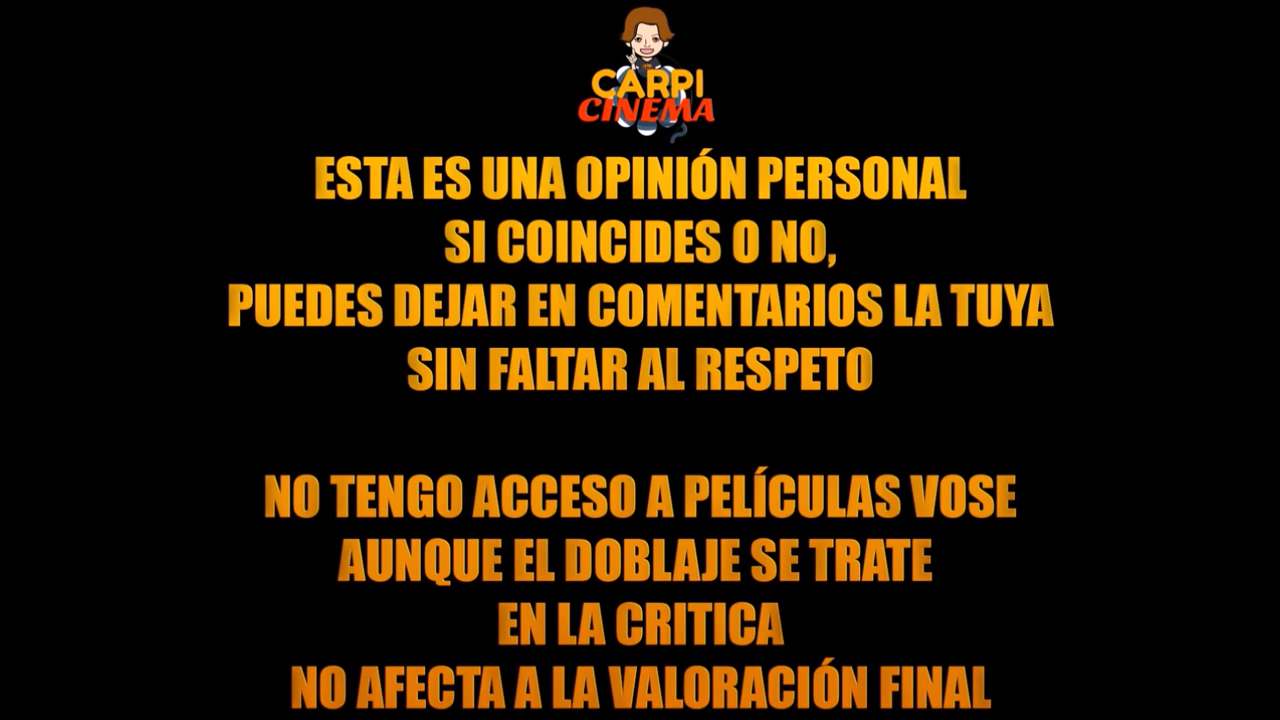 CARPI
CINEMA
ESTA ES UNA OPINIÓN PERSONAL
SI COINCIDES O NO,
PUEDES DEJAR EN COMENTARIOS LA TUYA
SIN FALTAR AL RESPETO
NO TENGO ACCESO A PELÍCULAS VOSE
AUNQUE EL DOBLAJE SE TRATE
EN LA CRITICA
NO AFECTA A LA VALORACIÓN FINAL